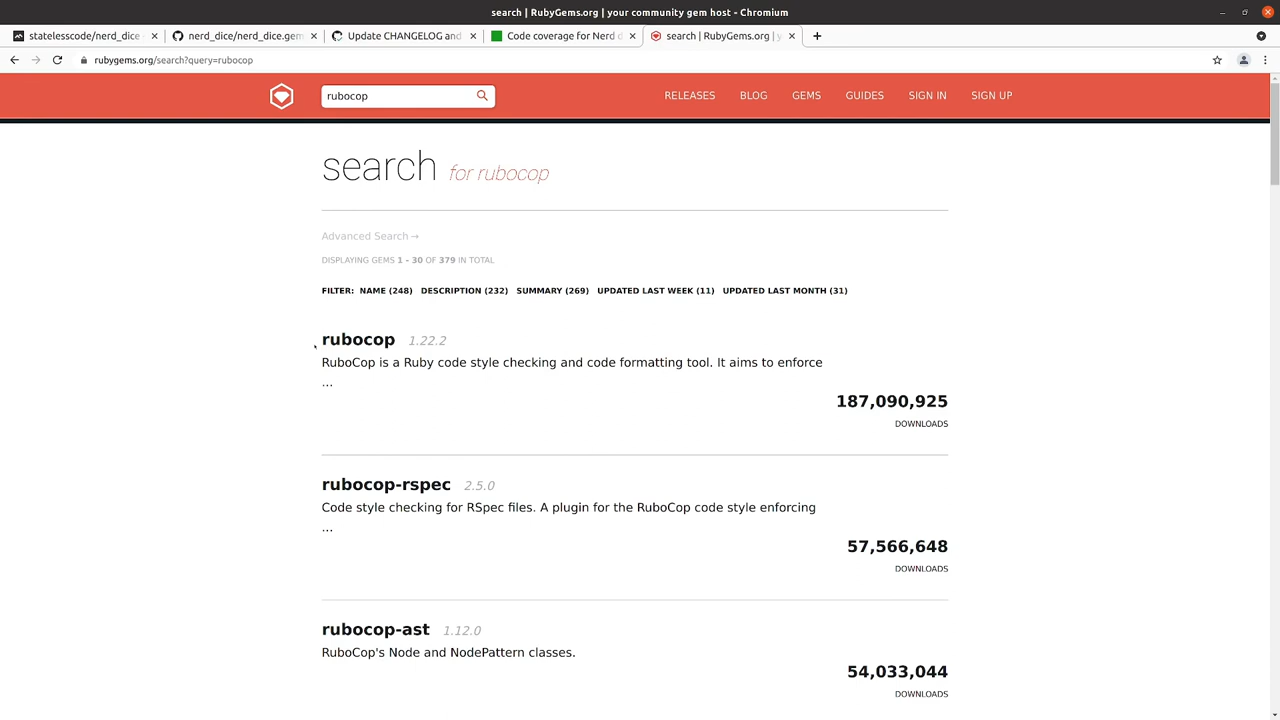 search | RubyGems.org | your community gem host - Chromium
statelesscode/nerd_dice
nerd_dice/nerd_dice.gem
Update CHANGELOG and
Code coverage for Nerd d
search | RubyGems.org | y
rubygems.org/search?query=rubocop
rubocop
RELEASES BLOG GEMS GUIDES SIGN IN SIGN UP
search for rubocop
Advanced Search →
DISPLAYING GEMS 1 - 30 OF 379 IN TOTAL
FILTER: NAME (248) DESCRIPTION (232) SUMMARY (269) UPDATED LAST WEEK (11) UPDATED LAST MONTH (31)
rubocop 1.22.2
RuboCop is a Ruby code style checking and code formatting tool. It aims to enforce
...
187,090,925
DOWNLOADS
rubocop-rspec 2.5.0
Code style checking for RSpec files. A plugin for the RuboCop code style enforcing
...
57,566,648
DOWNLOADS
rubocop-ast 1.12.0
RuboCop's Node and NodePattern classes.
54,033,044
DOWNLOADS